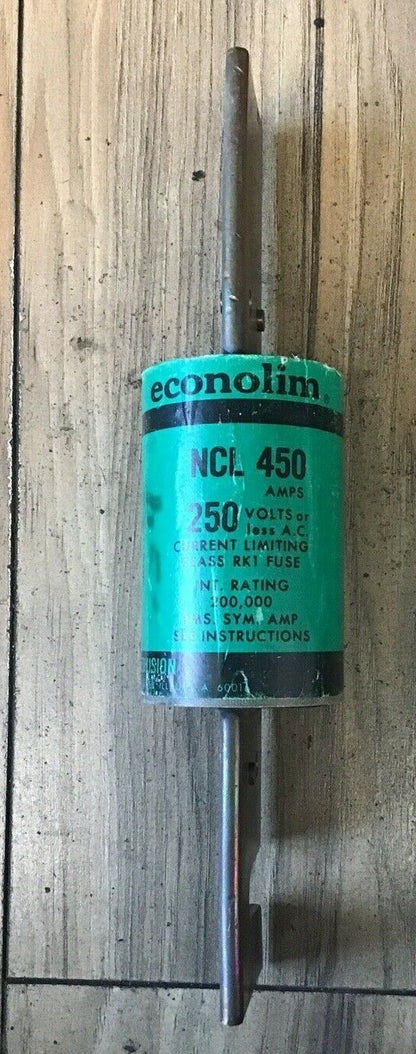 econolim®
NCL 450
AMPS
250 VOLTS or
less A.C.
CURRENT LIMITING
CLASS RK1 FUSE
INT. RATING
200,000
RMS. SYM. AMP.
SEE INSTRUCTIONS